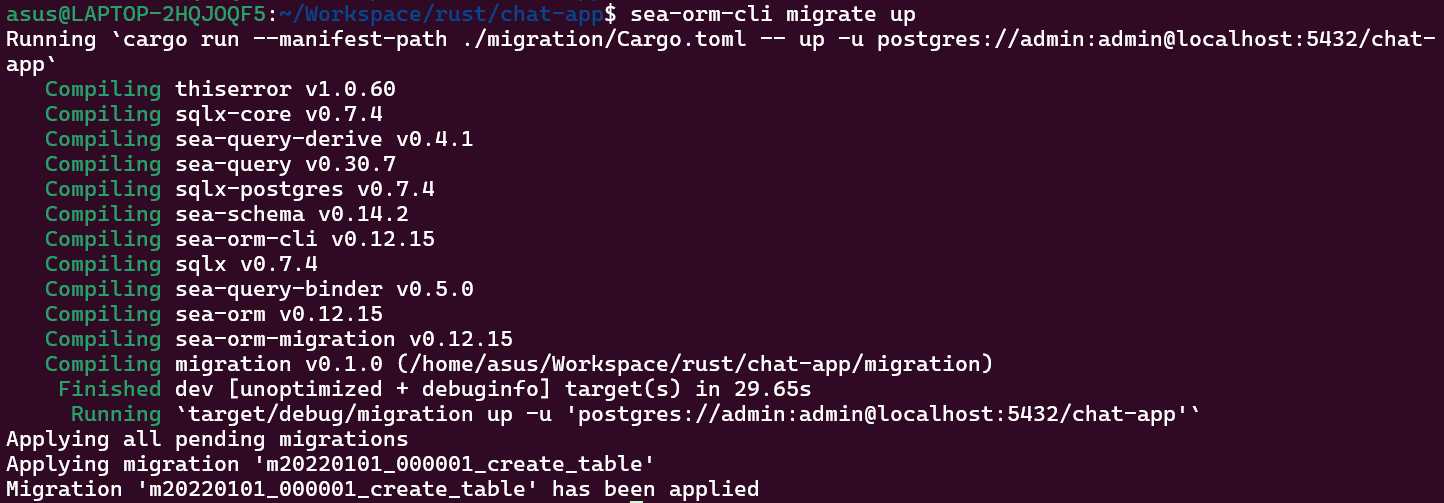 asus@LAPTOP-2HQJOQF5:~/Workspace/rust/chat-app$ sea-orm-cli migrate up
Running `cargo run --manifest-path ./migration/Cargo.toml -- up -u postgres://admin:admin@localhost:5432/chat-
app`
   Compiling thiserror v1.0.60
   Compiling sqlx-core v0.7.4
   Compiling sea-query-derive v0.4.1
   Compiling sea-query v0.30.7
   Compiling sqlx-postgres v0.7.4
   Compiling sea-schema v0.14.2
   Compiling sea-orm-cli v0.12.15
   Compiling sqlx v0.7.4
   Compiling sea-query-binder v0.5.0
   Compiling sea-orm v0.12.15
   Compiling sea-orm-migration v0.12.15
   Compiling migration v0.1.0 (/home/asus/Workspace/rust/chat-app/migration)
    Finished dev [unoptimized + debuginfo] target(s) in 29.65s
     Running `target/debug/migration up -u 'postgres://admin:admin@localhost:5432/chat-app'`
Applying all pending migrations
Applying migration 'm20220101_000001_create_table'
Migration 'm20220101_000001_create_table' has been applied